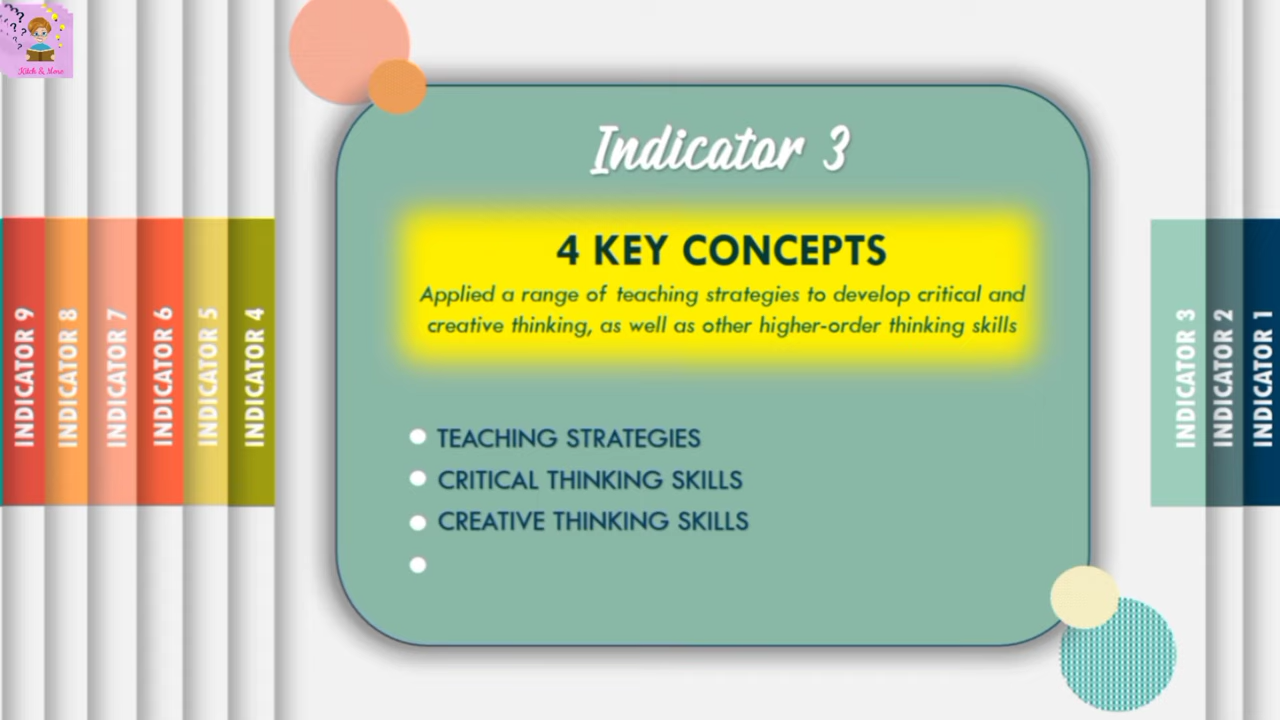 Kitch & More
Indicator 3
4 KEY CONCEPTS
Applied a range of teaching strategies to develop critical and
creative thinking, as well as other higher-order thinking skills
TEACHING STRATEGIES
CRITICAL THINKING SKILLS
CREATIVE THINKING SKILLS
INDICATOR 9
INDICATOR 8
INDICATOR 7
INDICATOR 6
INDICATOR 5
INDICATOR 4
INDICATOR 3
INDICATOR 2
INDICATOR 1